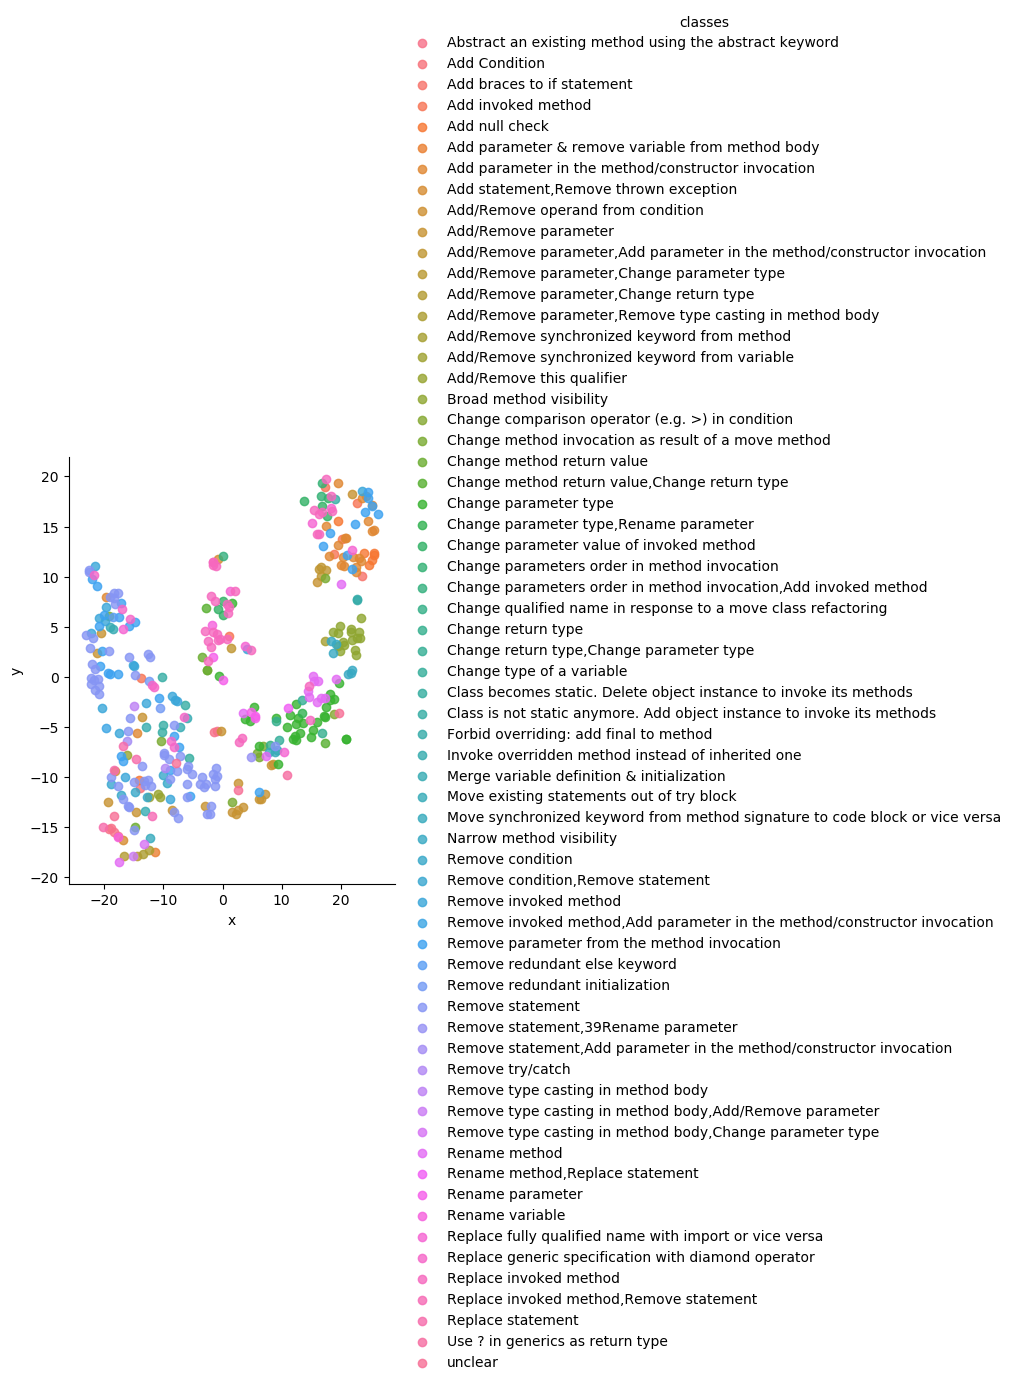 classes
Abstract an existing method using the abstract keyword
Add Condition
Add braces to if statement
Add invoked method
Add null check
Add parameter & remove variable from method body
Add parameter in the method/constructor invocation
Add statement,Remove thrown exception
Add/Remove operand from condition
Add/Remove parameter
Add/Remove parameter,Add parameter in the method/constructor invocation
Add/Remove parameter,Change parameter type
Add/Remove parameter,Change return type
Add/Remove parameter,Remove type casting in method body
Add/Remove synchronized keyword from method
Add/Remove synchronized keyword from variable
Add/Remove this qualifier
Broad method visibility
Change comparison operator (e.g. >) in condition
Change method invocation as result of a move method
Change method return value
Change method return value,Change return type
Change parameter type
Change parameter type,Rename parameter
Change parameter value of invoked method
Change parameters order in method invocation
Change parameters order in method invocation,Add invoked method
Change qualified name in response to a move class refactoring
Change return type
Change return type,Change parameter type
Change type of a variable
Class becomes static. Delete object instance to invoke its methods
Class is not static anymore. Add object instance to invoke its methods
Forbid overriding: add final to method
Invoke overridden method instead of inherited one
Merge variable definition & initialization
Move existing statements out of try block
Move synchronized keyword from method signature to code block or vice versa
Narrow method visibility
Remove condition
Remove condition,Remove statement
Remove invoked method
Remove invoked method,Add parameter in the method/constructor invocation
Remove parameter from the method invocation
Remove redundant else keyword
Remove redundant initialization
Remove statement
Remove statement,39Rename parameter
Remove statement,Add parameter in the method/constructor invocation
Remove try/catch
Remove type casting in method body
Remove type casting in method body,Add/Remove parameter
Remove type casting in method body,Change parameter type
Rename method
Rename method,Replace statement
Rename parameter
Rename variable
Replace fully qualified name with import or vice versa
Replace generic specification with diamond operator
Replace invoked method
Replace invoked method,Remove statement
Replace statement
Use ? in generics as return type
unclear
20
15
10
5
0
−5
−10
−15
−20
y
−20
−10
0
10
20
x